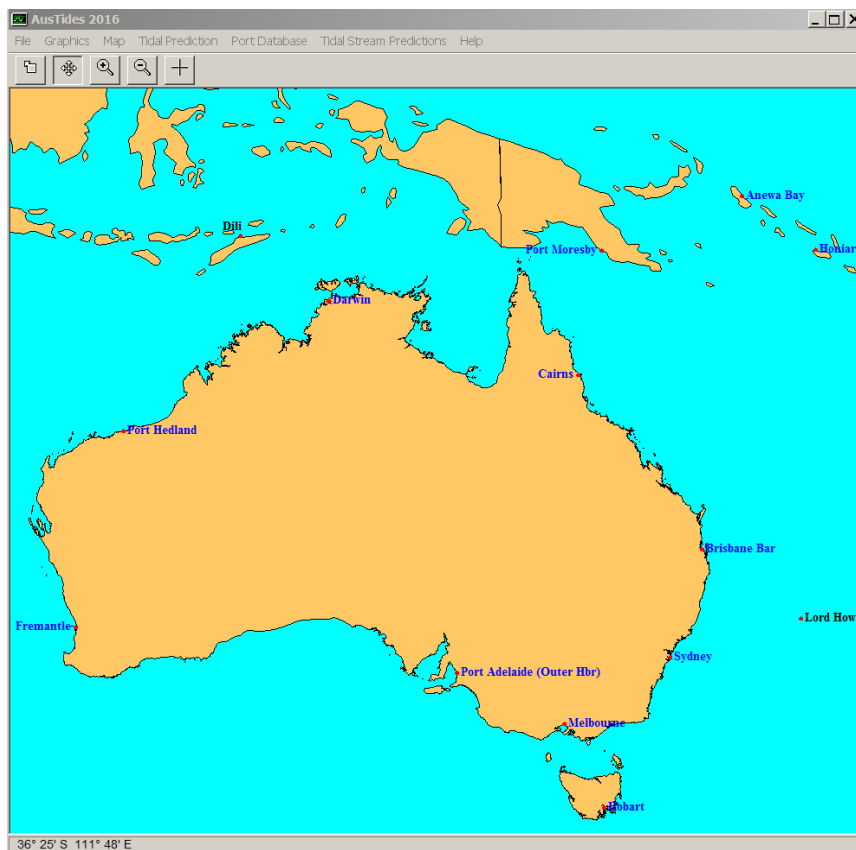 AusTides 2016
File Graphics Map Tidal Prediction Port Database Tidal Stream Predictions Help
Anewa Bay
Dili
Port Moresby
Honiar
Darwin
Cairns
Port Hedland
Brisbane Bar
Lord How
Fremantle
Sydney
Port Adelaide (Outer Hbr)
Melbourne
Hobart
36° 25' S 111° 48' E